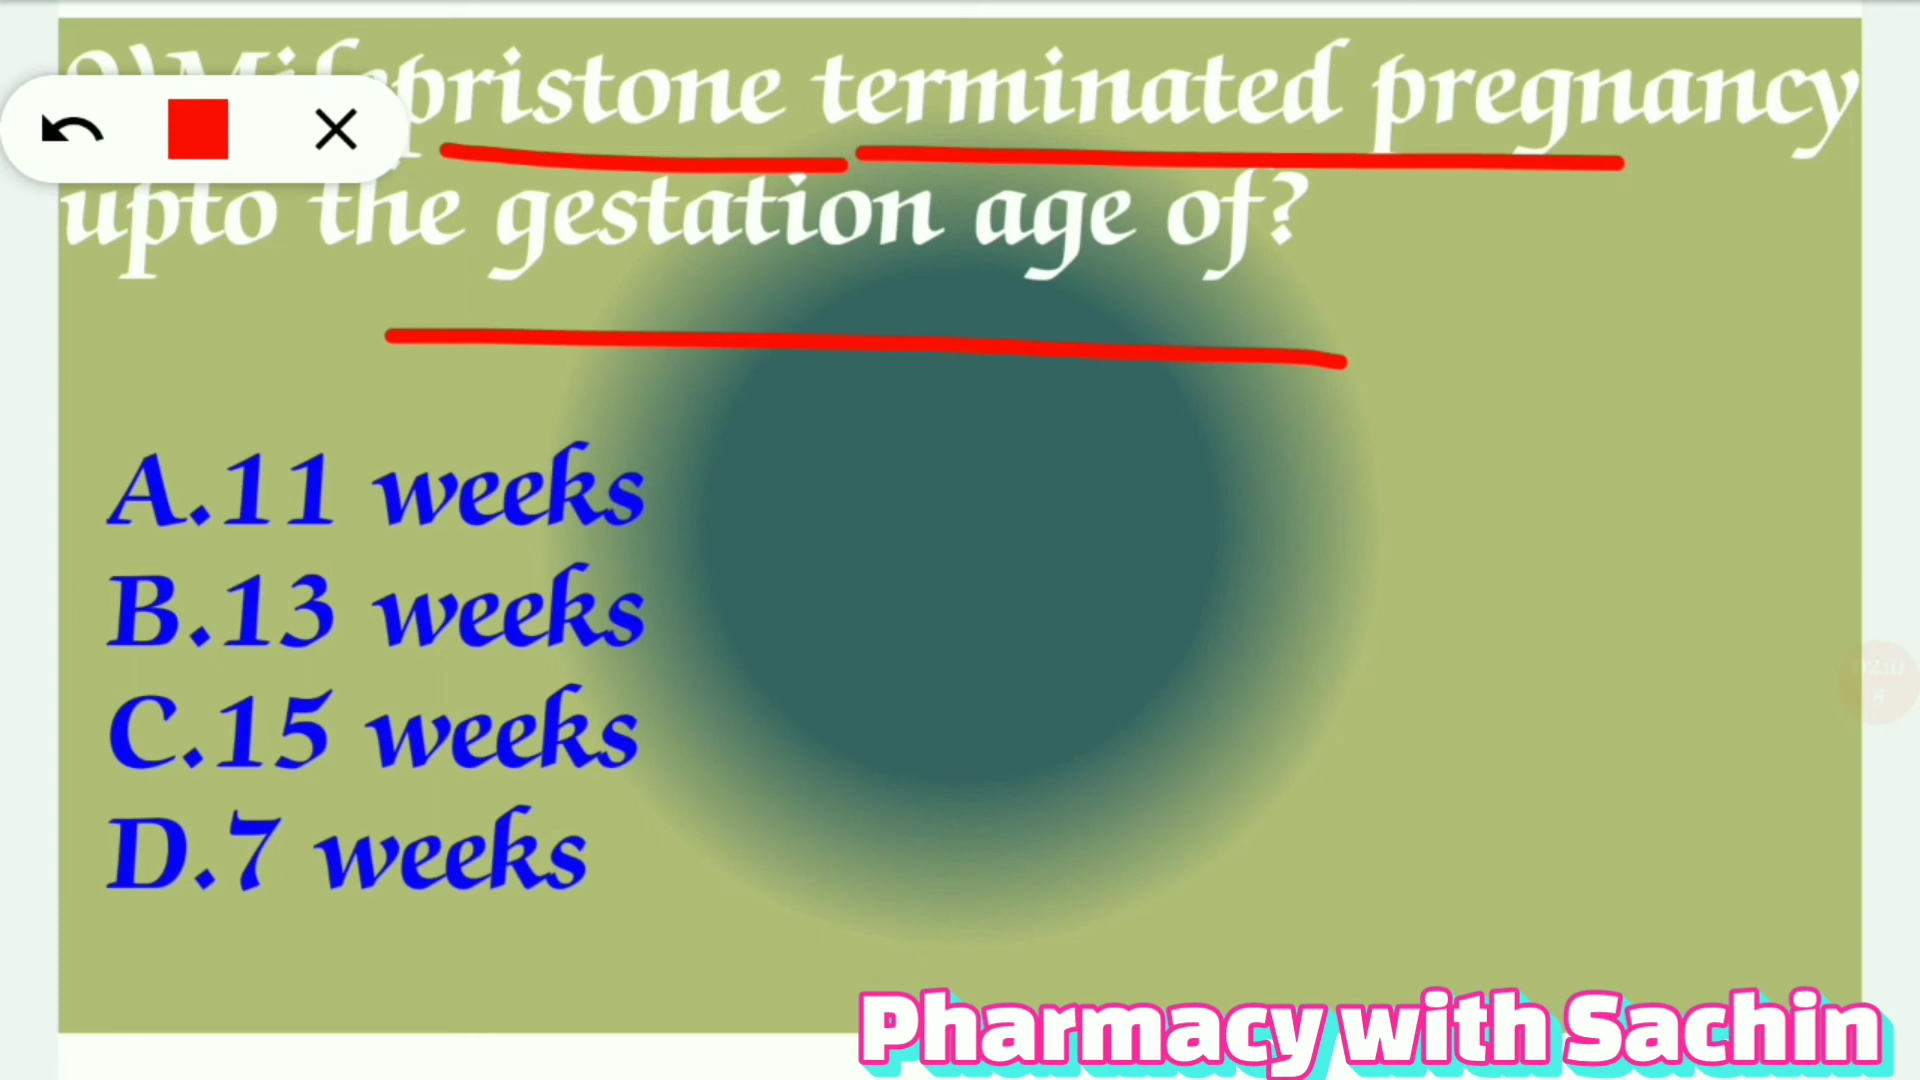 pristone terminated pregnancy
upto the gestation age of?
A.11 weeks
B.13 weeks
C.15 weeks
D.7 weeks
Pharmacy with Sachin